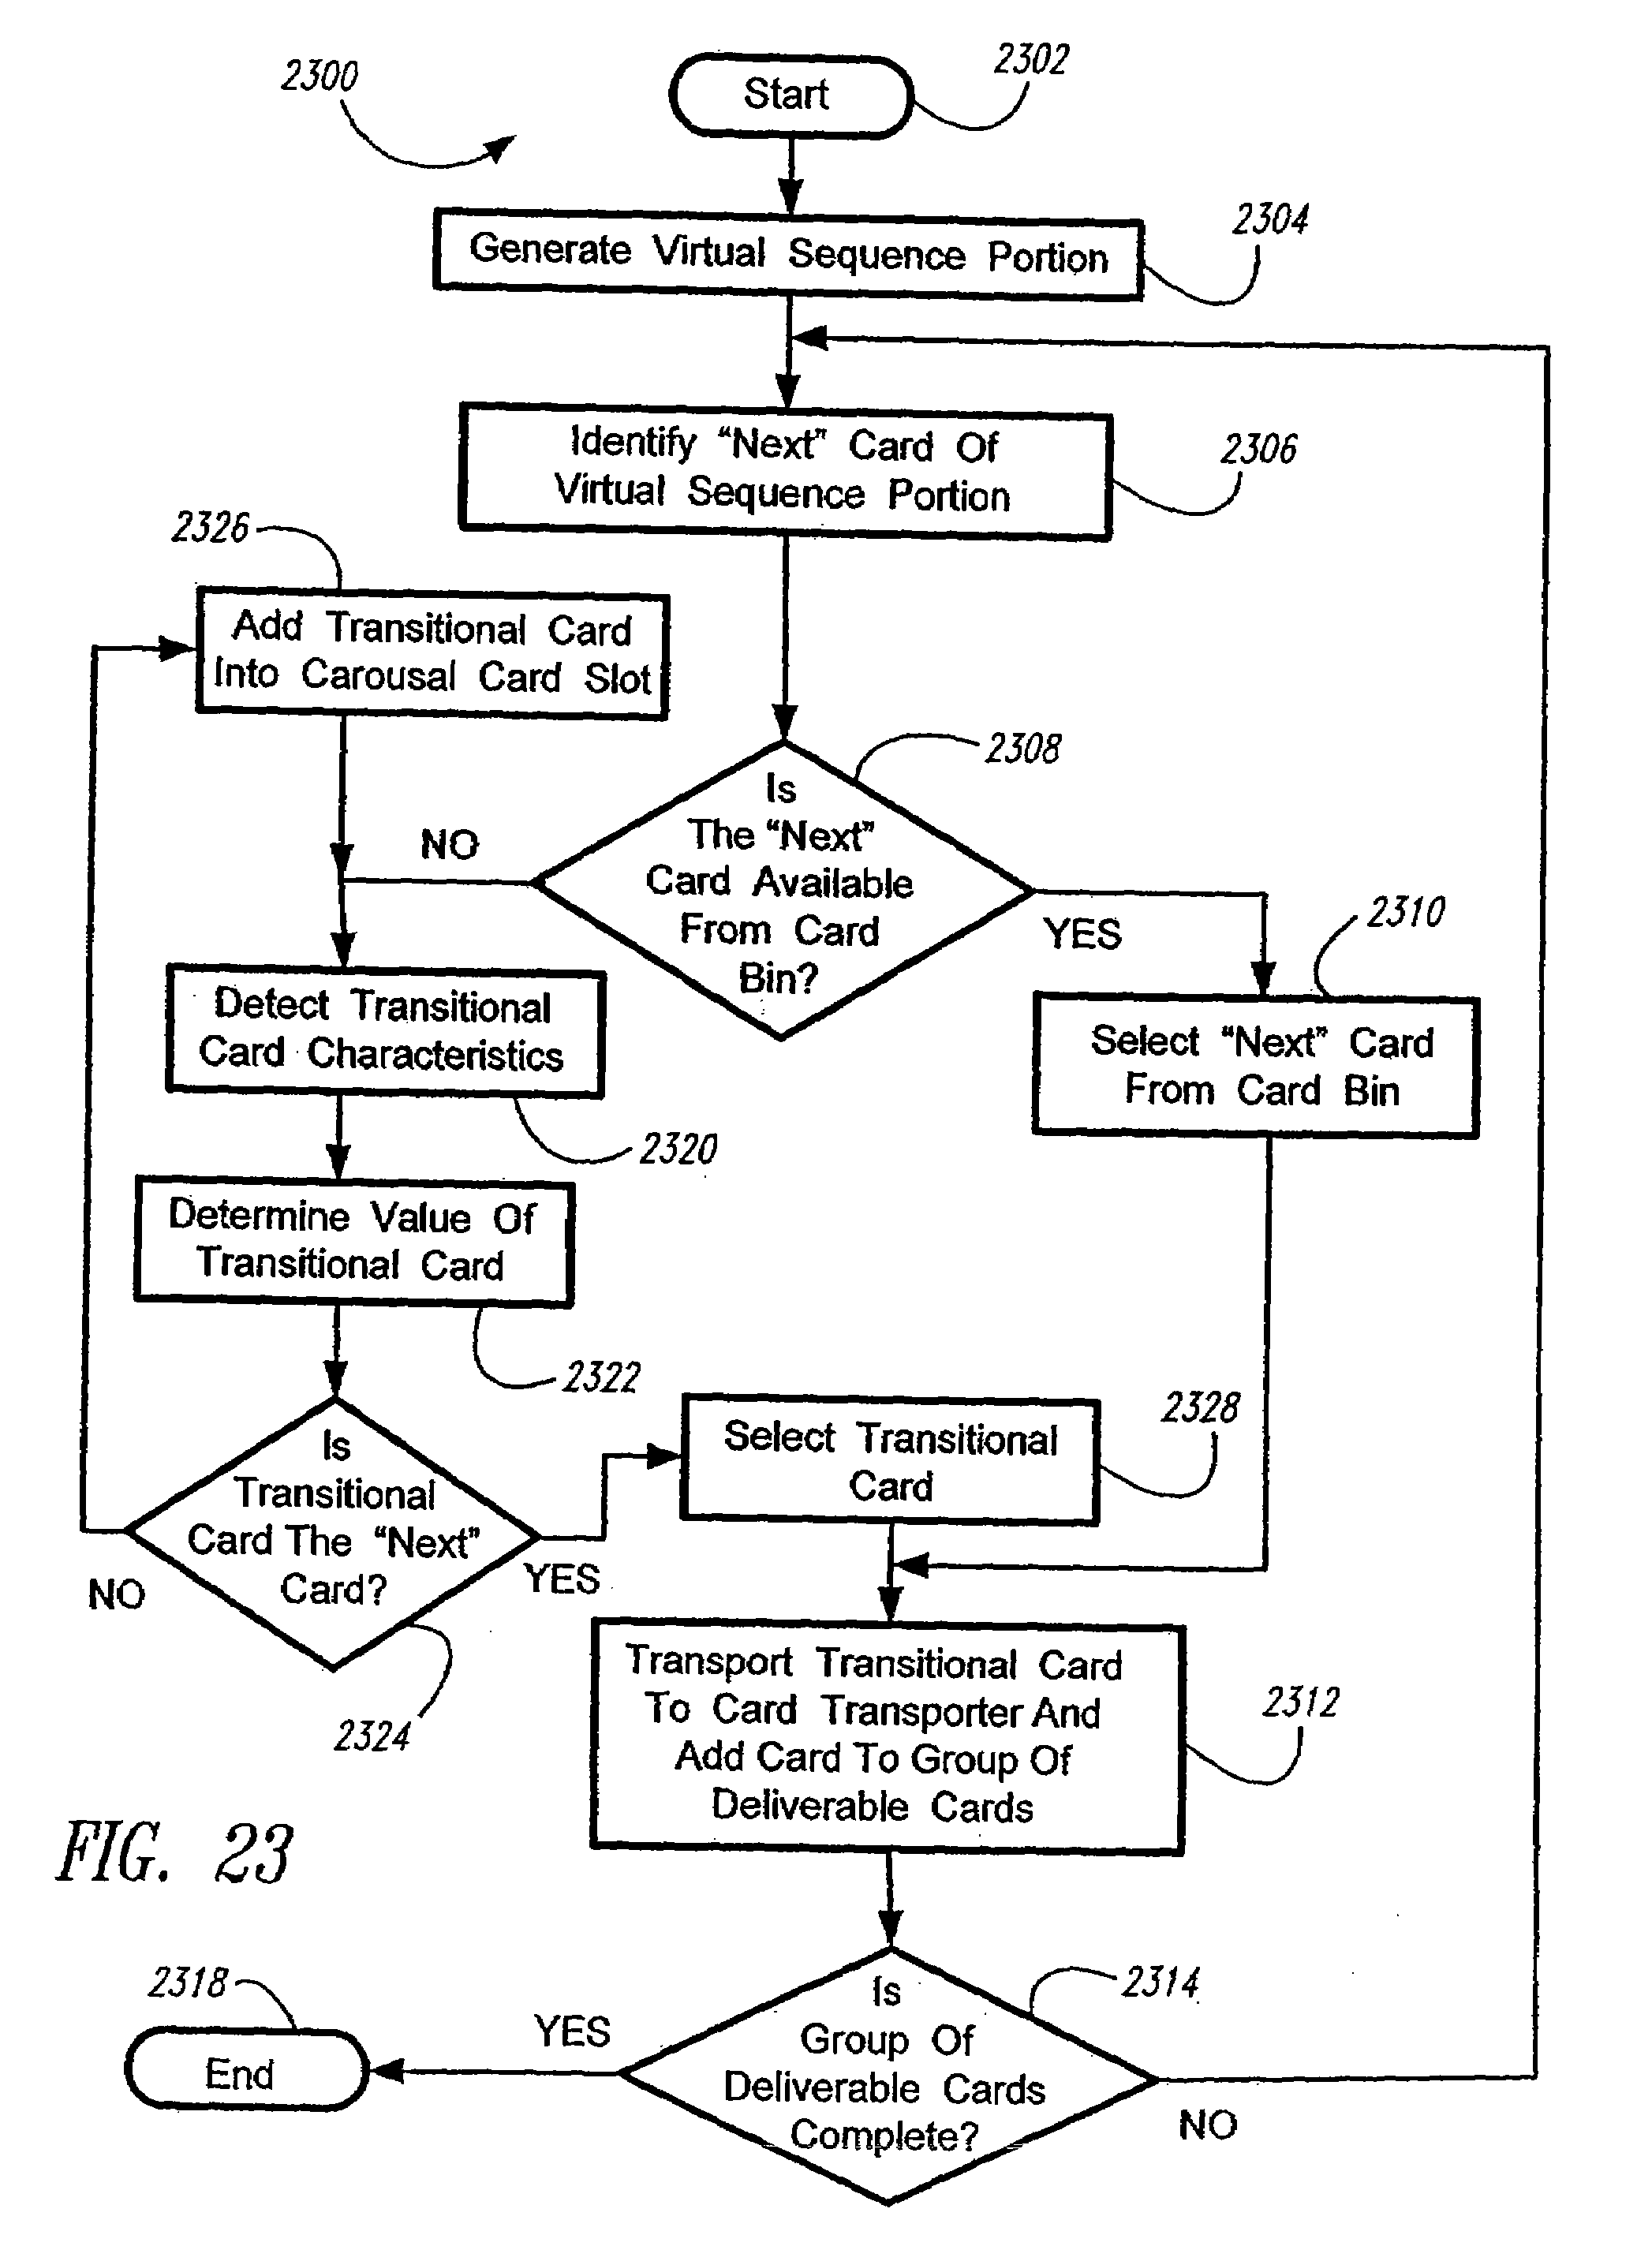 2300
Start
2302
Generate Virtual Sequence Portion
2304
Identify “Next” Card Of
Virtual Sequence Portion
2306
2326
Add Transitional Card
Into Carousal Card Slot
Is
The “Next”
Card Available
From Card
Bin?
2308
NO
YES
2310
Select “Next” Card
From Card Bin
Detect Transitional
Card Characteristics
2320
Determine Value Of
Transitional Card
2322
Is
Transitional
Card The “Next”
Card?
NO
YES
2324
Select Transitional
Card
2328
Transport Transitional Card
To Card Transporter And
Add Card To Group Of
Deliverable Cards
2312
FIG. 23
Is
Group Of
Deliverable Cards
Complete?
2314
YES
NO
2318
End